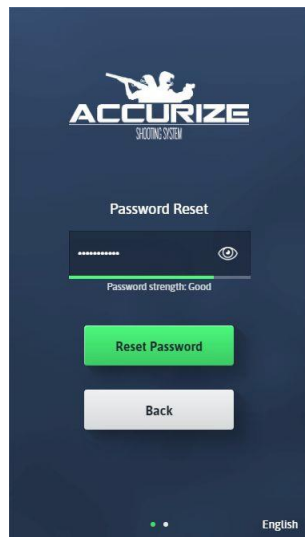 ACCURIZE
SHOOTING SYSTEM
Password Reset
Password strength: Good
Reset Password
Back
English